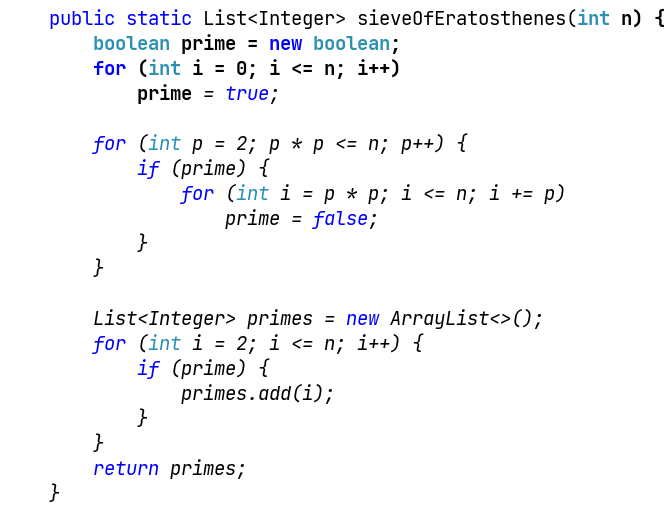 public static List<Integer> sieveOfEratosthenes(int n) {
    boolean prime = new boolean;
    for (int i = 0; i <= n; i++)
        prime = true;

    for (int p = 2; p * p <= n; p++) {
        if (prime) {
            for (int i = p * p; i <= n; i += p)
                prime = false;
        }
    }

    List<Integer> primes = new ArrayList<>();
    for (int i = 2; i <= n; i++) {
        if (prime) {
            primes.add(i);
        }
    }
    return primes;
}